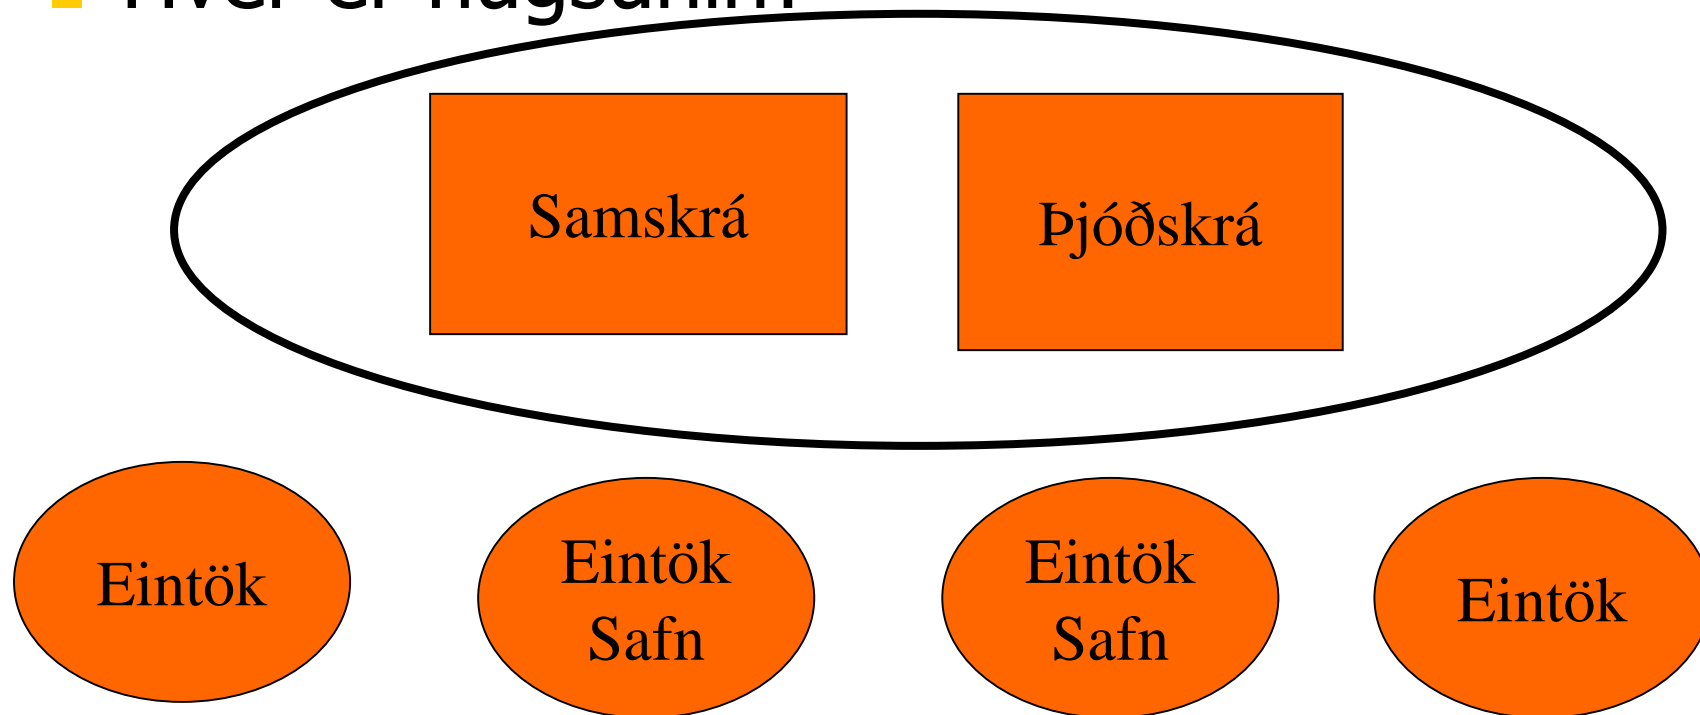 Samskrá
Þjóðskrá
Eintök
Eintök
Safn
Eintök
Safn
Eintök